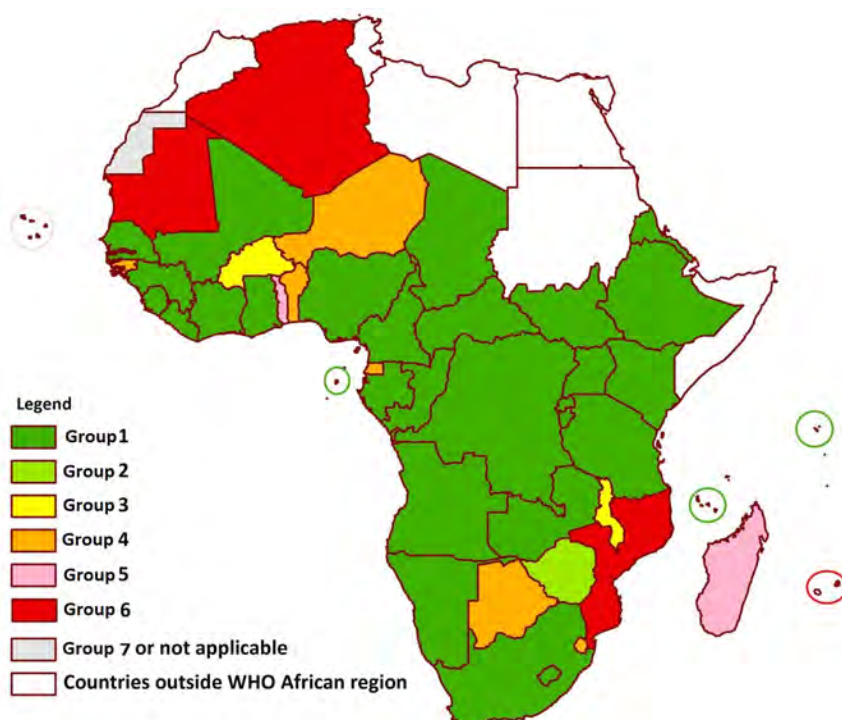 Legend
Group 1
Group 2
Group 3
Group 4
Group 5
Group 6
Group 7 or not applicable
Countries outside WHO African region